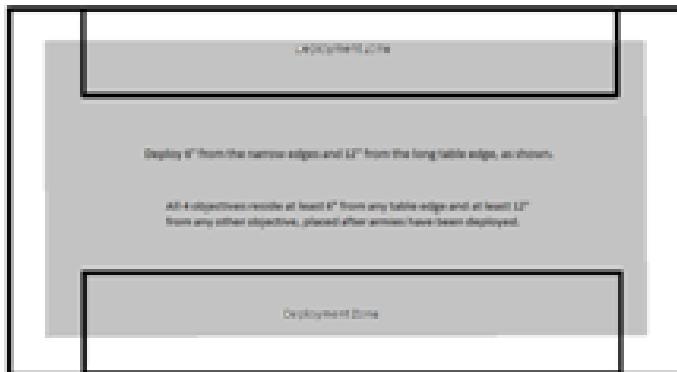 Deployment Zone
Deploy 6" from the narrow edges and 12" from the long table edge, as shown.
All 4 objectives reside at least 6" from any table edge and at least 12"
from any other objective, placed after armies have been deployed.
Deployment Zone